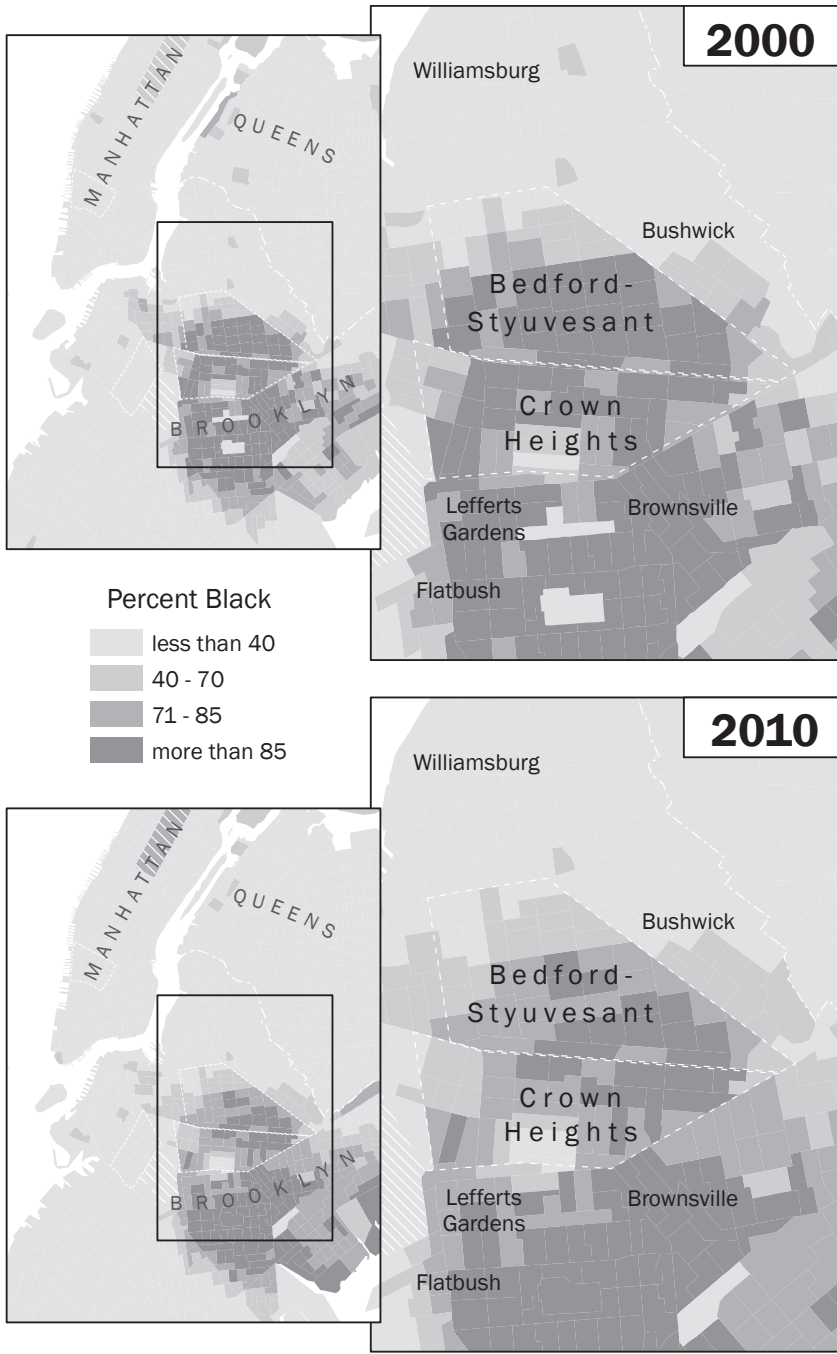 2000
Williamsburg
MANHATTAN
QUEENS
Bushwick
Bedford-
Styuvesant
BROOKLYN
Crown
Heights
Lefferts
Gardens
Brownsville
Flatbush
Percent Black
less than 40
40 - 70
71 - 85
more than 85
2010
Williamsburg
MANHATTAN
QUEENS
Bushwick
Bedford-
Styuvesant
BROOKLYN
Crown
Heights
Lefferts
Gardens
Brownsville
Flatbush